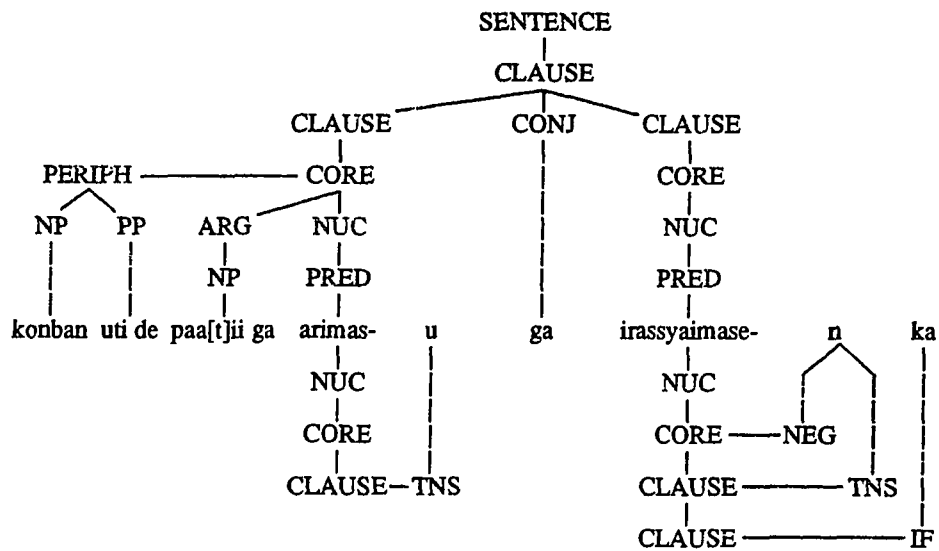 SENTENCE
CLAUSE
CLAUSE CONJ CLAUSE
PERIPH CORE CORE
NP PP ARG NUC NUC
NP PRED PRED
konban uti de paa[t]ii ga arimas- u ga irassyaimase- n ka
NUC NUC
CORE CORE NEG
CLAUSE TNS CLAUSE TNS
CLAUSE IF